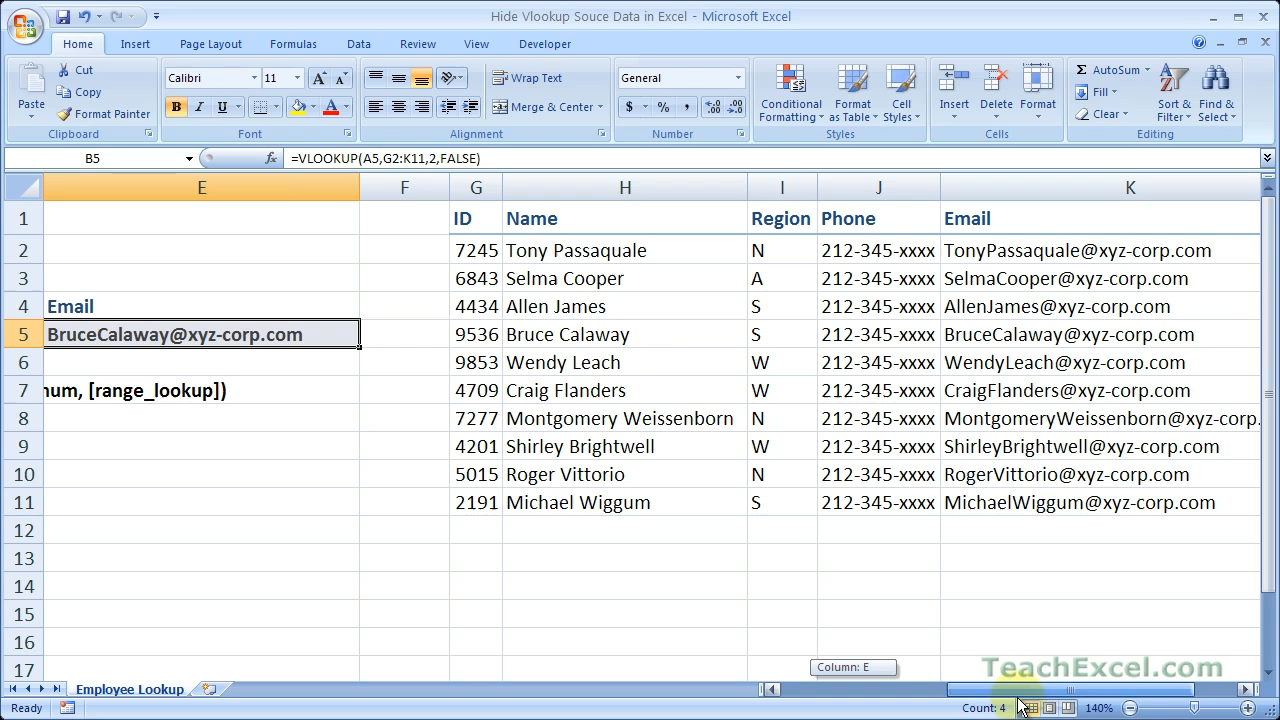 Hide Vlookup Souce Data in Excel - Microsoft Excel
Home Insert Page Layout Formulas Data Review View Developer
Paste
Cut
Copy
Format Painter
Clipboard
Calibri 11
B I U A
Font
Wrap Text
Merge & Center
Alignment
General
$ % ,
Number
Conditional Formatting
Format as Table
Cell Styles
Styles
Insert Delete Format
Cells
Σ AutoSum
Fill
Clear
Sort & Filter
Find & Select
Editing
B5 fx =VLOOKUP(A5,G2:K11,2,FALSE)
E F G H I J K
1 ID Name Region Phone Email
2 7245 Tony Passaquale N 212-345-xxxx TonyPassaquale@xyz-corp.com
3 6843 Selma Cooper A 212-345-xxxx SelmaCooper@xyz-corp.com
4 Email 4434 Allen James S 212-345-xxxx AllenJames@xyz-corp.com
5 BruceCalaway@xyz-corp.com 9536 Bruce Calaway S 212-345-xxxx BruceCalaway@xyz-corp.com
6 9853 Wendy Leach W 212-345-xxxx WendyLeach@xyz-corp.com
7 num, [range_lookup]) 4709 Craig Flanders W 212-345-xxxx CraigFlanders@xyz-corp.com
8 7277 Montgomery Weissenborn N 212-345-xxxx MontgomeryWeissenborn@xyz-corp.
9 4201 Shirley Brightwell W 212-345-xxxx ShirleyBrightwell@xyz-corp.com
10 5015 Roger Vittorio N 212-345-xxxx RogerVittorio@xyz-corp.com
11 2191 Michael Wiggum S 212-345-xxxx MichaelWiggum@xyz-corp.com
12
13
14
15
16
17
Column: E
TeachExcel.com
Employee Lookup
Ready Count: 4 140%